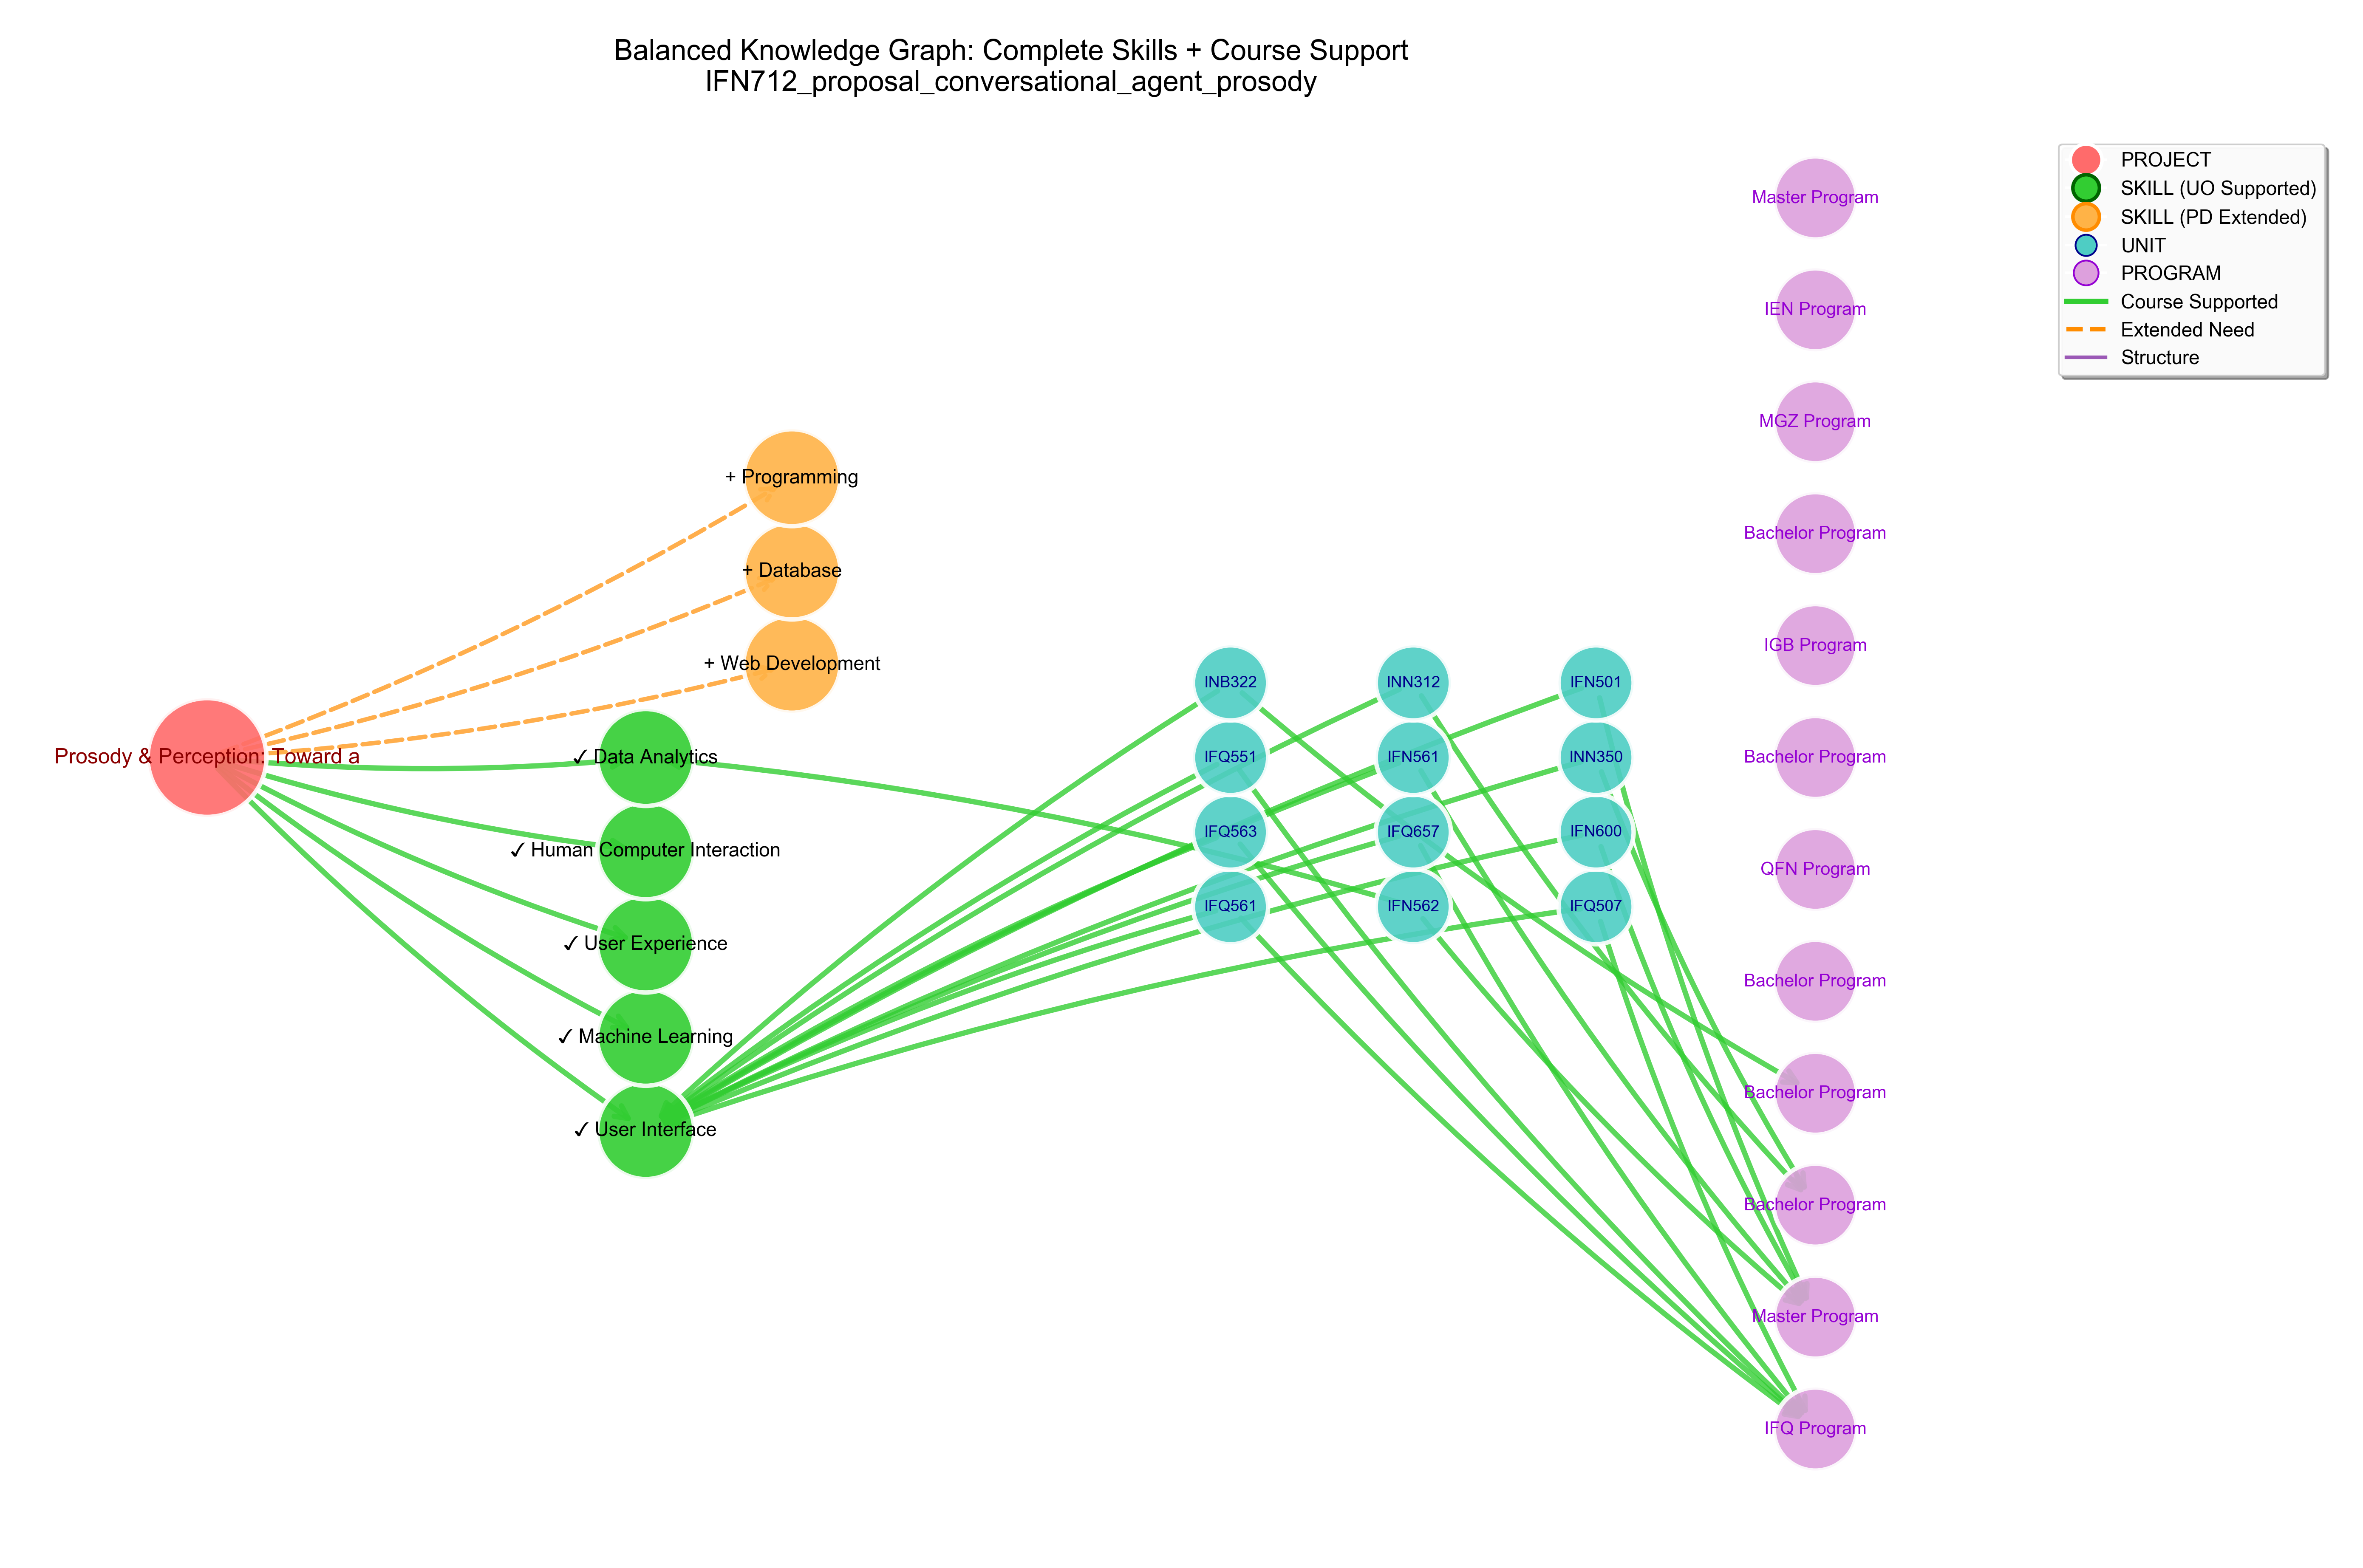 Balanced Knowledge Graph: Complete Skills + Course Support
IFN712_proposal_conversational_agent_prosody
PROJECT
SKILL (UO Supported)
SKILL (PD Extended)
UNIT
PROGRAM
Course Supported
Extended Need
Structure
Prosody & Perception: Toward a
+ Programming
+ Database
+ Web Development
✓ Data Analytics
✓ Human Computer Interaction
✓ User Experience
✓ Machine Learning
✓ User Interface
INB322
INN312
IFN501
IFQ551
IFN561
INN350
IFQ563
IFQ657
IFN600
IFQ561
IFN562
IFQ507
Master Program
IEN Program
MGZ Program
Bachelor Program
IGB Program
Bachelor Program
QFN Program
Bachelor Program
Bachelor Program
Bachelor Program
Master Program
IFQ Program